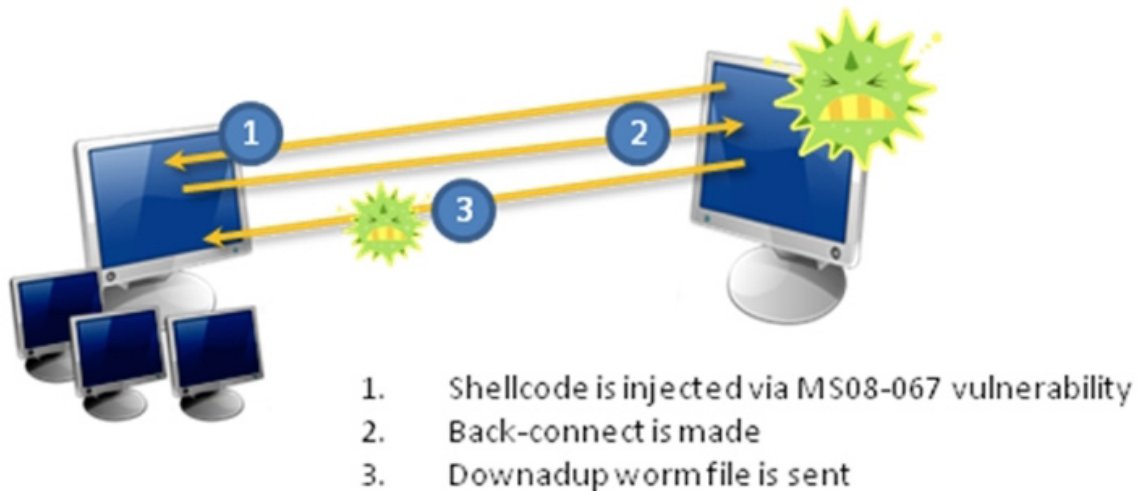 1
2
3
1. Shellcode is injected via MS08-067 vulnerability
2. Back-connect is made
3. Downadup worm file is sent